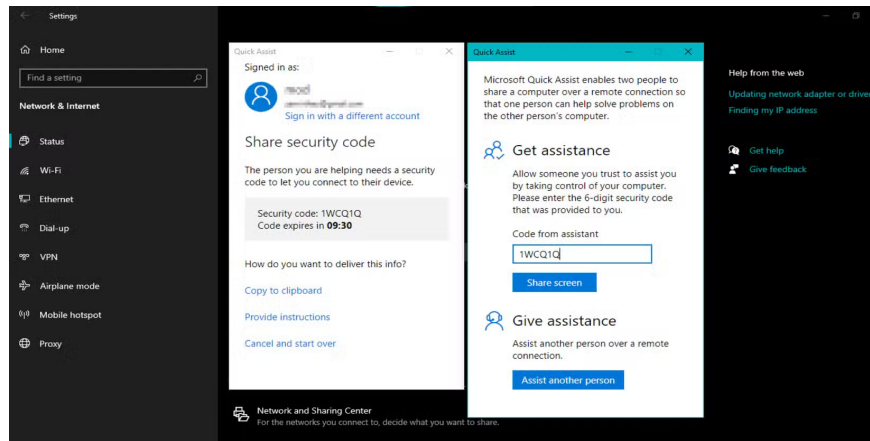 Settings
Home
Find a setting
Network & Internet
Status
Wi-Fi
Ethernet
Dial-up
VPN
Airplane mode
Mobile hotspot
Proxy
Quick Assist
Signed in as:
Sign in with a different account
Share security code
The person you are helping needs a security
code to let you connect to their device.
Security code: 1WCQ1Q
Code expires in 09:30
How do you want to deliver this info?
Copy to clipboard
Provide instructions
Cancel and start over
Quick Assist
Microsoft Quick Assist enables two people to
share a computer over a remote connection so
that one person can help solve problems on
the other person's computer.
Get assistance
Allow someone you trust to assist you
by taking control of your computer.
Please enter the 6-digit security code
that was provided to you.
Code from assistant
1WCQ1Q
Share screen
Give assistance
Assist another person over a remote
connection.
Assist another person
Help from the web
Updating network adapter or drive
Finding my IP address
Get help
Give feedback
Network and Sharing Center
For the networks you connect to, decide what you want to share.